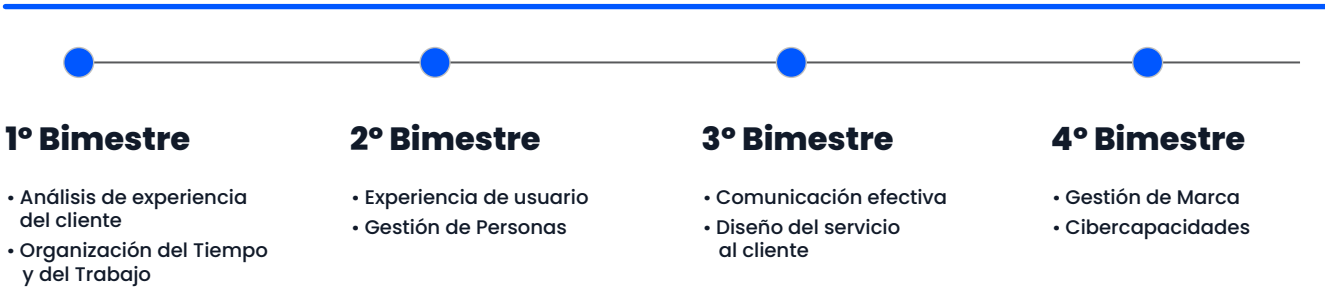 1º Bimestre
• Análisis de experiencia
del cliente
• Organización del Tiempo
y del Trabajo
2º Bimestre
• Experiencia de usuario
• Gestión de Personas
3º Bimestre
• Comunicación efectiva
• Diseño del servicio
al cliente
4º Bimestre
• Gestión de Marca
• Cibercapacidades